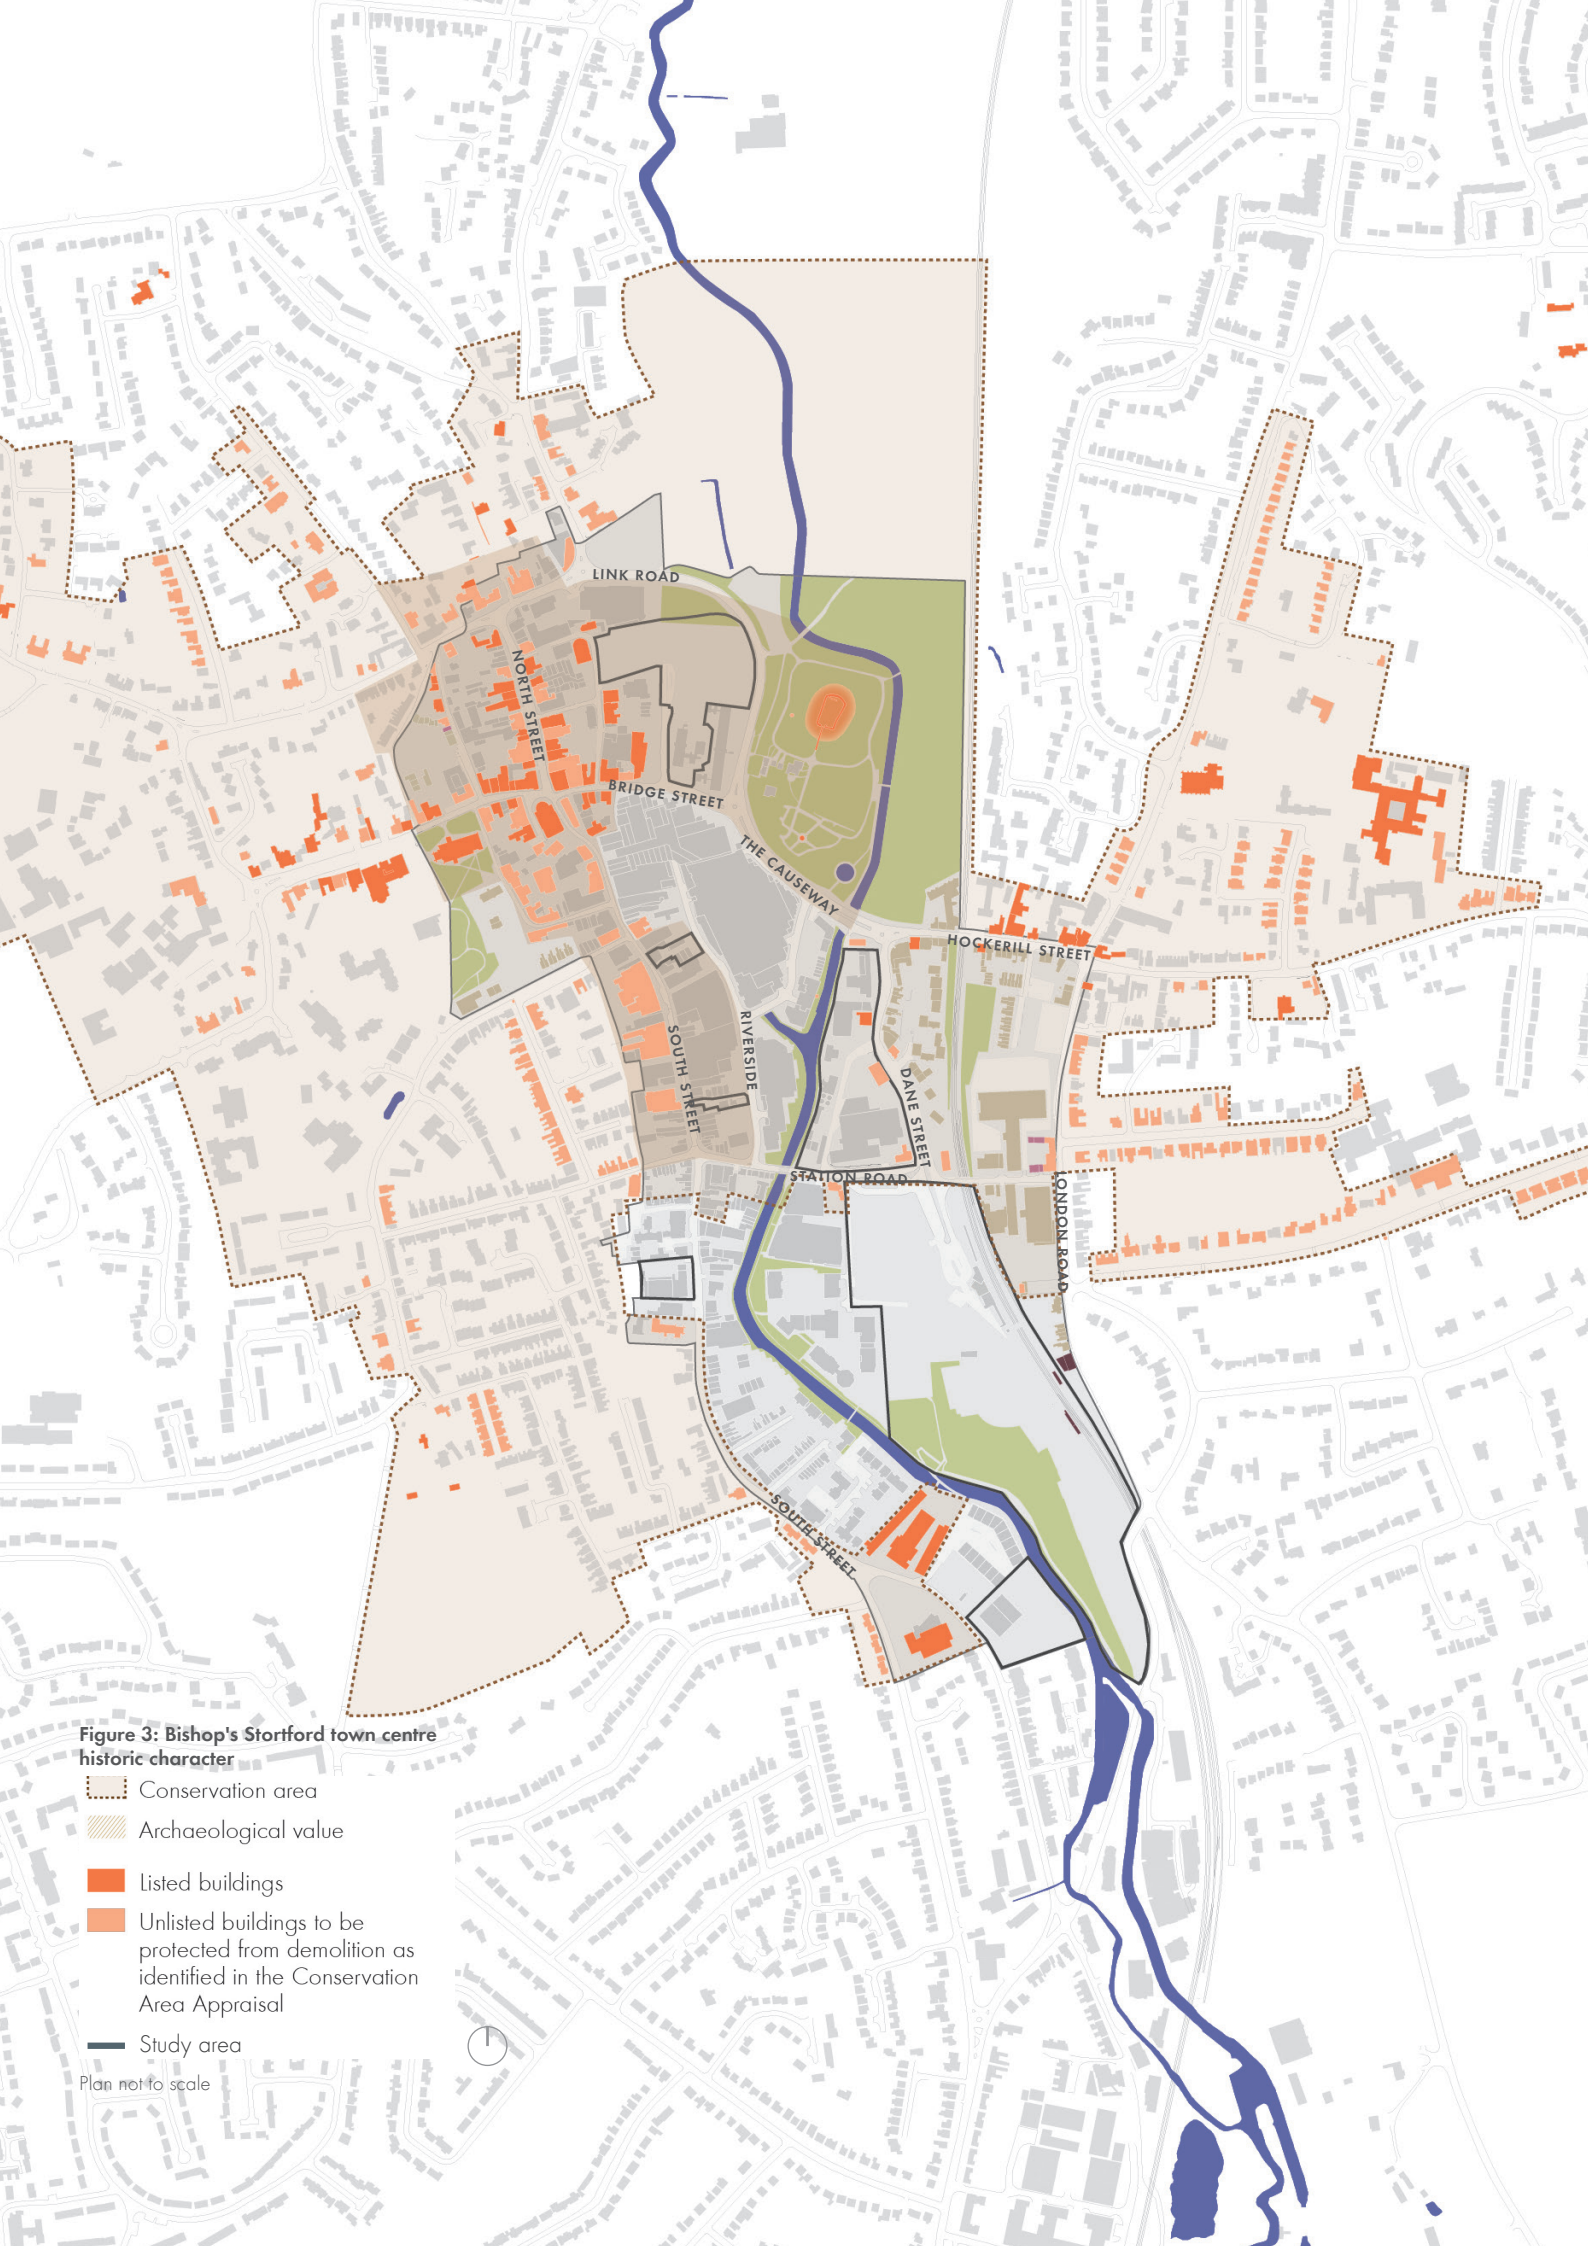 LINK ROAD
NORTH STREET
BRIDGE STREET
THE CAUSEWAY
HOCKERILL STREET
RIVERSIDE
SOUTH STREET
DANE STREET
STATION ROAD
LONDON ROAD
SOUTH STREET
Figure 3: Bishop's Stortford town centre
historic character
Conservation area
Archaeological value
Listed buildings
Unlisted buildings to be
protected from demolition as
identified in the Conservation
Area Appraisal
Study area
Plan not to scale